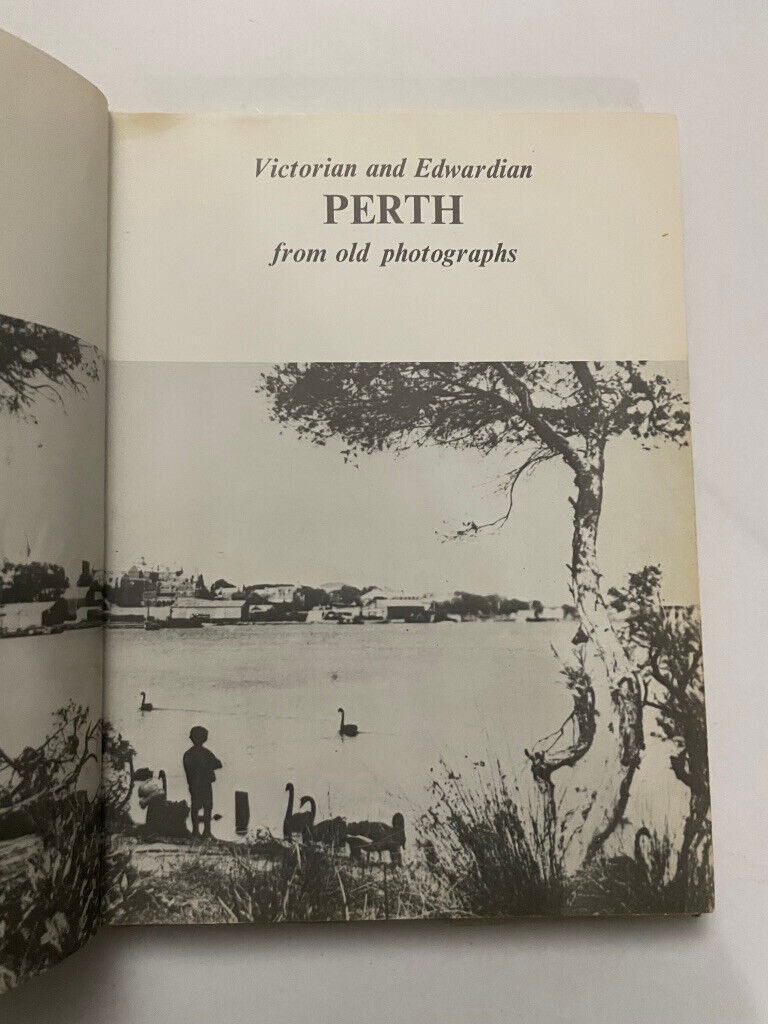 Victorian and Edwardian
PERTH
from old photographs